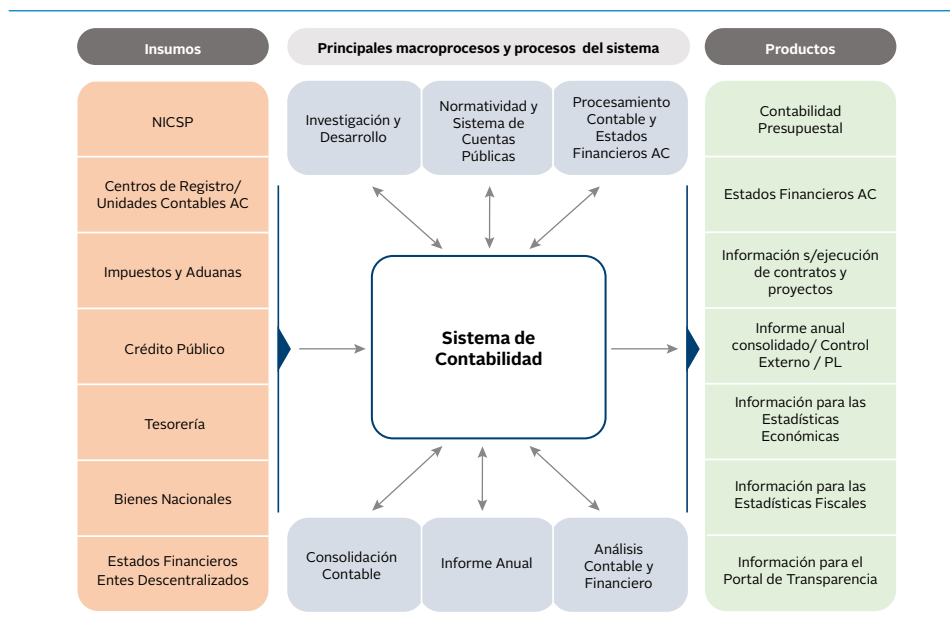 Insumos
Principales macroprocesos y procesos del sistema
Productos
NICSP
Centros de Registro/
Unidades Contables AC
Impuestos y Aduanas
Crédito Público
Tesorería
Bienes Nacionales
Estados Financieros
Entes Descentralizados
Investigación y
Desarrollo
Normatividad y
Sistema de
Cuentas
Públicas
Procesamiento
Contable y
Estados
Financieros AC
Sistema de
Contabilidad
Consolidación
Contable
Informe Anual
Análisis
Contable y
Financiero
Contabilidad
Presupuestal
Estados Financieros AC
Información s/ejecución
de contratos y
proyectos
Informe anual
consolidado/ Control
Externo / PL
Información para las
Estadísticas
Económicas
Información para las
Estadísticas Fiscales
Información para el
Portal de Transparencia